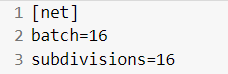 1 [net]
2 batch=16
3 subdivisions=16